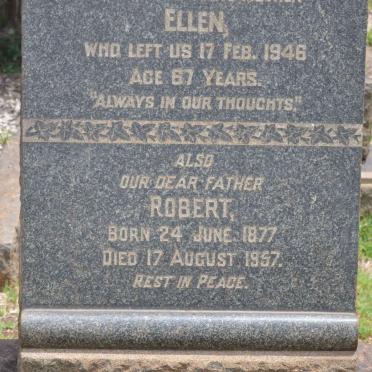 ELLEN,
WHO LEFT US 17 FEB. 1946
AGE 67 YEARS.
"ALWAYS IN OUR THOUGHTS."
ALSO
OUR DEAR FATHER
ROBERT,
BORN 24 JUNE 1877
DIED 17 AUGUST 1957.
REST IN PEACE.